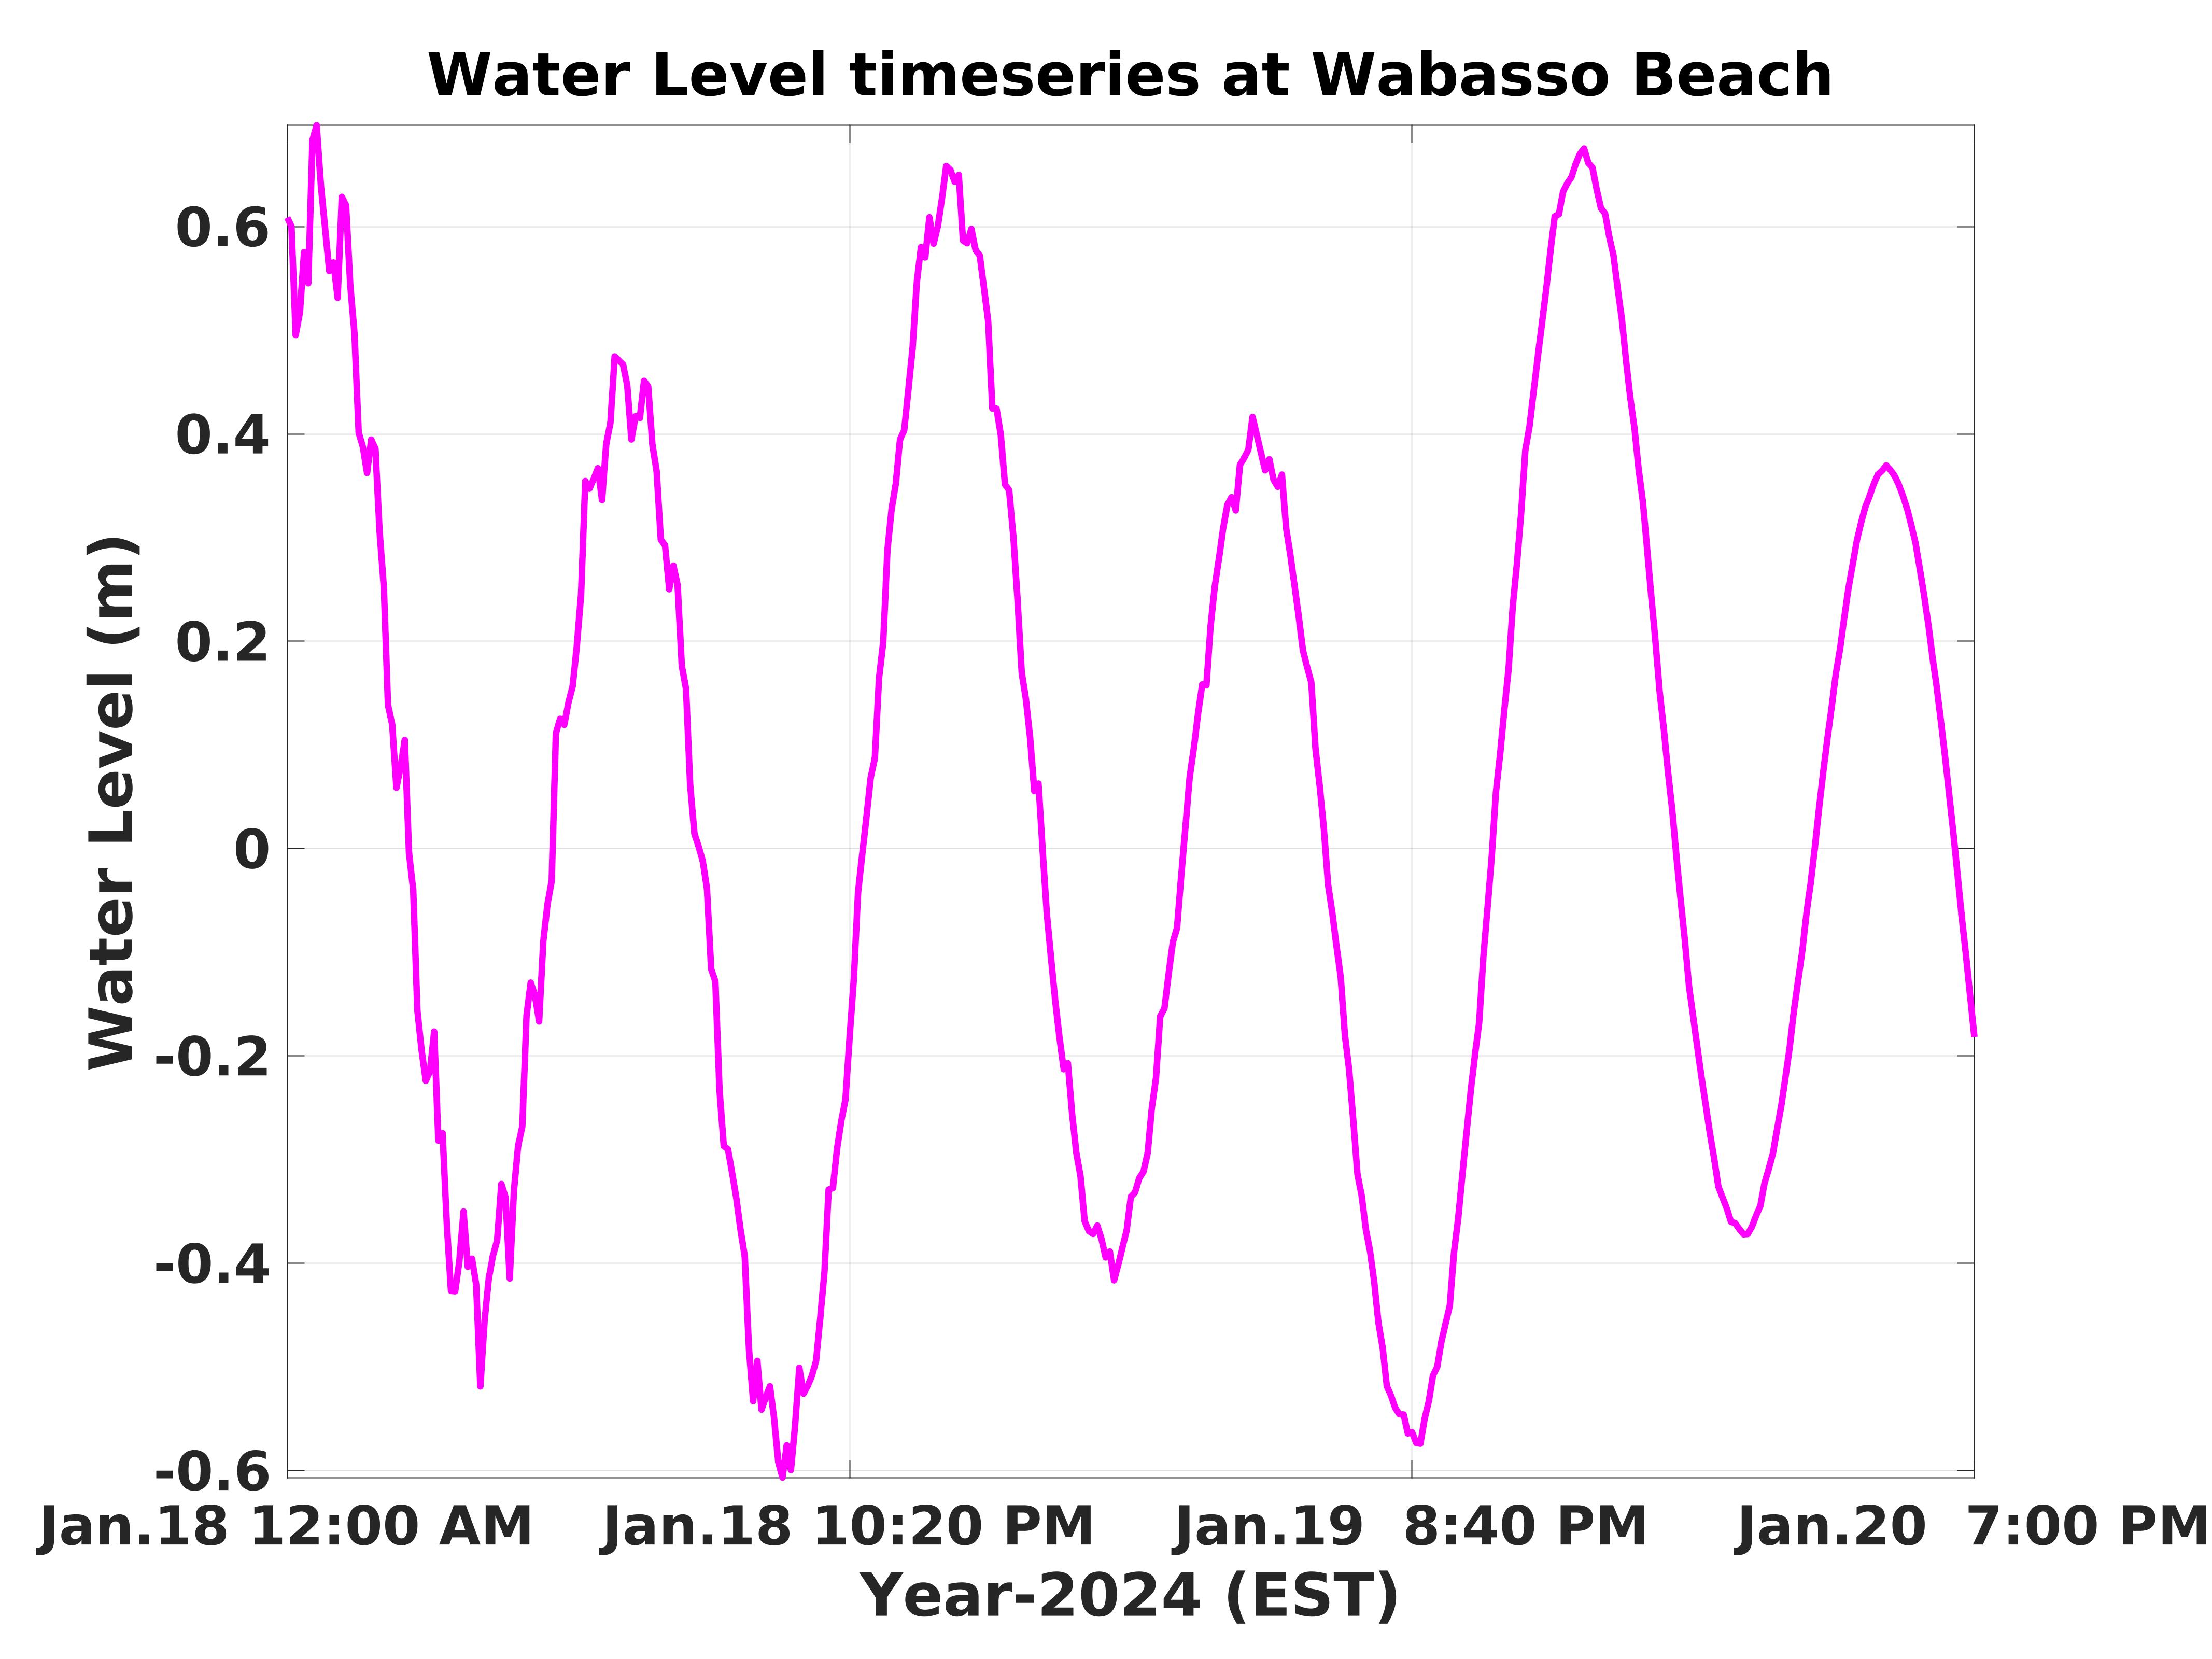 Water Level timeseries at Wabasso Beach
Water Level (m)
0.6
0.4
0.2
0
-0.2
-0.4
-0.6
Jan.18 12:00 AM Jan.18 10:20 PM Jan.19 8:40 PM Jan.20 7:00 PM
Year-2024 (EST)